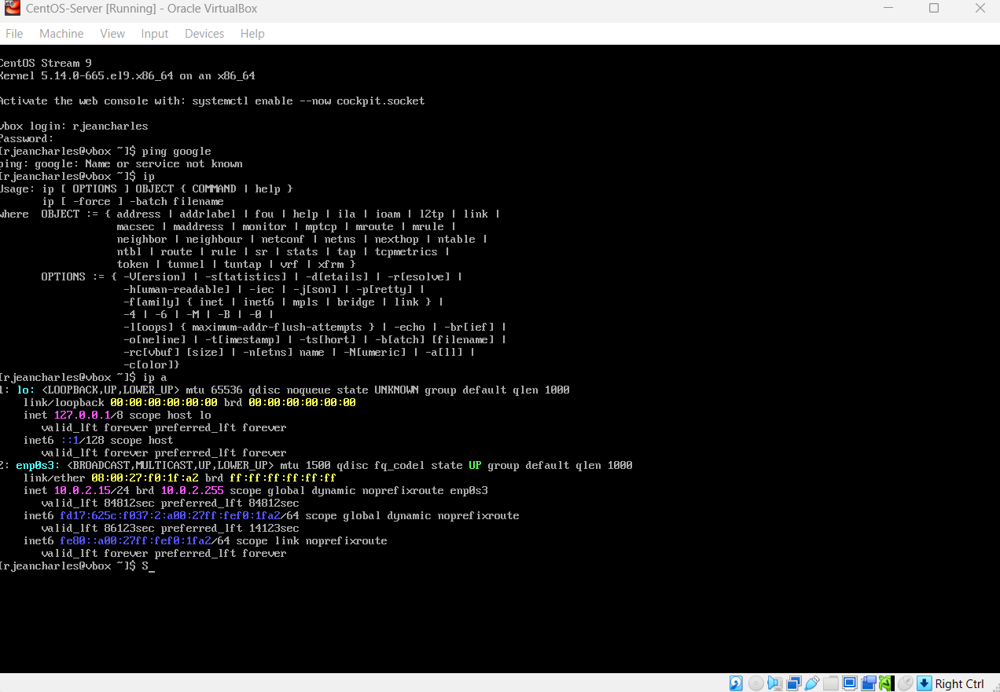 CentOS-Server [Running] - Oracle VirtualBox
File Machine View Input Devices Help
CentOS Stream 9
Kernel 5.14.0-665.el9.x86_64 on an x86_64
Activate the web console with: systemctl enable --now cockpit.socket
vbox login: rjeancharles
Password:
[rjeancharles@vbox ~]$ ping google
ping: google: Name or service not known
[rjeancharles@vbox ~]$ ip
Usage: ip [ OPTIONS ] OBJECT { COMMAND | help }
ip [ -force ] -batch filename
where OBJECT := { address | addrlabel | fou | help | ila | ioam | l2tp | link |
macsec | maddress | monitor | mptcp | mroute | mrule |
neighbor | neighbour | netconf | netns | nexthop | ntable |
ntbl | route | rule | sr | stats | tap | tcpmetrics |
token | tunnel | tuntap | vrf | xfrm }
OPTIONS := { -V[ersion] | -s[tatistics] | -d[etails] | -r[esolve] |
-h[uman-readable] | -iec | -j[son] | -p[retty] |
-f[amily] { inet | inet6 | mpls | bridge | link } |
-4 | -6 | -M | -B | -0 |
-l[oops] { maximum-addr-flush-attempts } | -echo | -br[ief] |
-o[neline] | -t[imestamp] | -ts[hort] | -b[atch] [filename] |
-rc[vbuf] [size] | -n[etns] name | -N[umeric] | -a[ll] |
-c[olor]}
[rjeancharles@vbox ~]$ ip a
1: lo: <LOOPBACK,UP,LOWER_UP> mtu 65536 qdisc noqueue state UNKNOWN group default qlen 1000
link/loopback 00:00:00:00:00:00 brd 00:00:00:00:00:00
inet 127.0.0.1/8 scope host lo
valid_lft forever preferred_lft forever
inet6 ::1/128 scope host
valid_lft forever preferred_lft forever
2: enp0s3: <BROADCAST,MULTICAST,UP,LOWER_UP> mtu 1500 qdisc fq_codel state UP group default qlen 1000
link/ether 08:00:27:f0:1f:a2 brd ff:ff:ff:ff:ff:ff
inet 10.0.2.15/24 brd 10.0.2.255 scope global dynamic noprefixroute enp0s3
valid_lft 84812sec preferred_lft 84812sec
inet6 fd17:625c:f037:2:a00:27ff:fef0:1fa2/64 scope global dynamic noprefixroute
valid_lft 86123sec preferred_lft 14123sec
inet6 fe80::a00:27ff:fef0:1fa2/64 scope link noprefixroute
valid_lft forever preferred_lft forever
[rjeancharles@vbox ~]$ S_
Right Ctrl